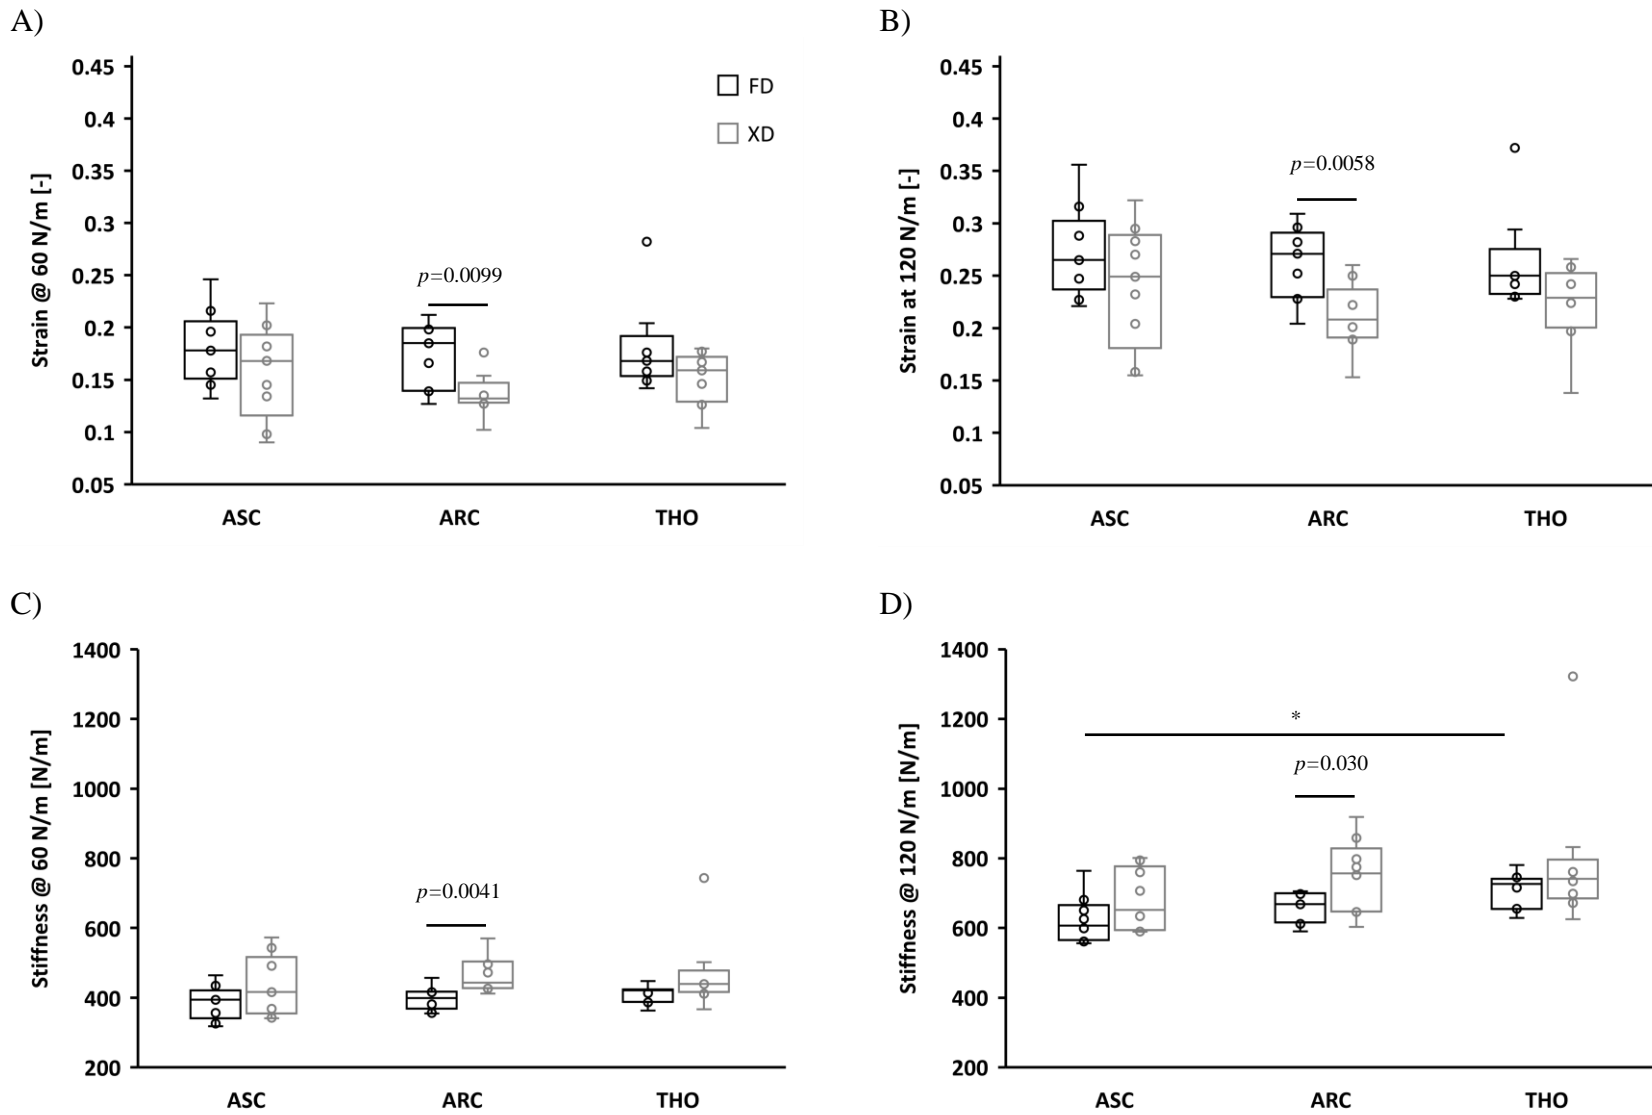 A)
Strain @ 60 N/m [-]
0.45
0.4
0.35
0.3
0.25
0.2
0.15
0.1
0.05
FD
XD
p=0.0099
ASC ARC THO
B)
Strain at 120 N/m [-]
0.45
0.4
0.35
0.3
0.25
0.2
0.15
0.1
0.05
p=0.0058
ASC ARC THO
C)
Stiffness @ 60 N/m [N/m]
1400
1200
1000
800
600
400
200
p=0.0041
ASC ARC THO
D)
Stiffness @ 120 N/m [N/m]
1400
1200
1000
800
600
400
200
*
p=0.030
ASC ARC THO